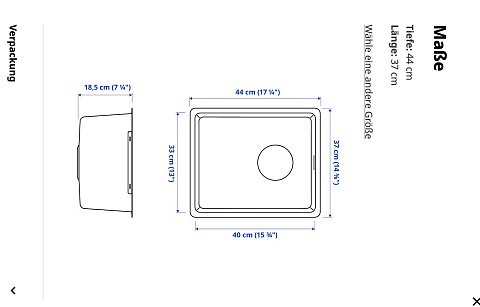 Maße
Tiefe: 44 cm
Länge: 37 cm
Wähle eine andere Größe
18,5 cm (7 ¼")
44 cm (17 ¼")
37 cm (14 ⅝")
33 cm (13")
40 cm (15 ¾")
Verpackung